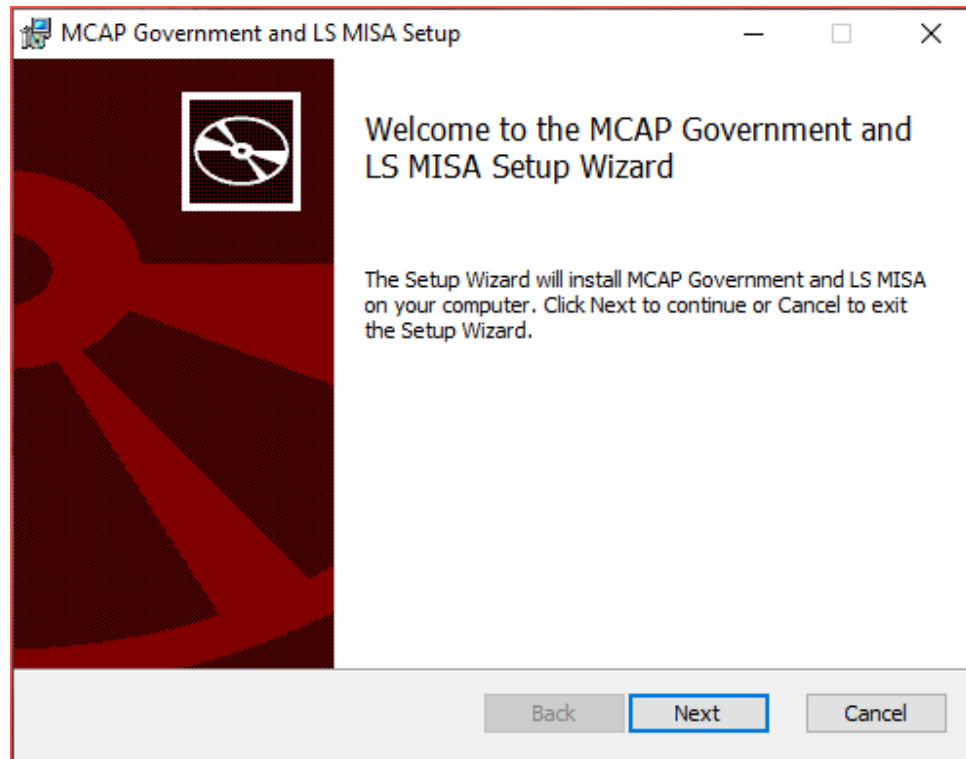 MCAP Government and LS MISA Setup
Welcome to the MCAP Government and
LS MISA Setup Wizard
The Setup Wizard will install MCAP Government and LS MISA
on your computer. Click Next to continue or Cancel to exit
the Setup Wizard.
Back Next Cancel